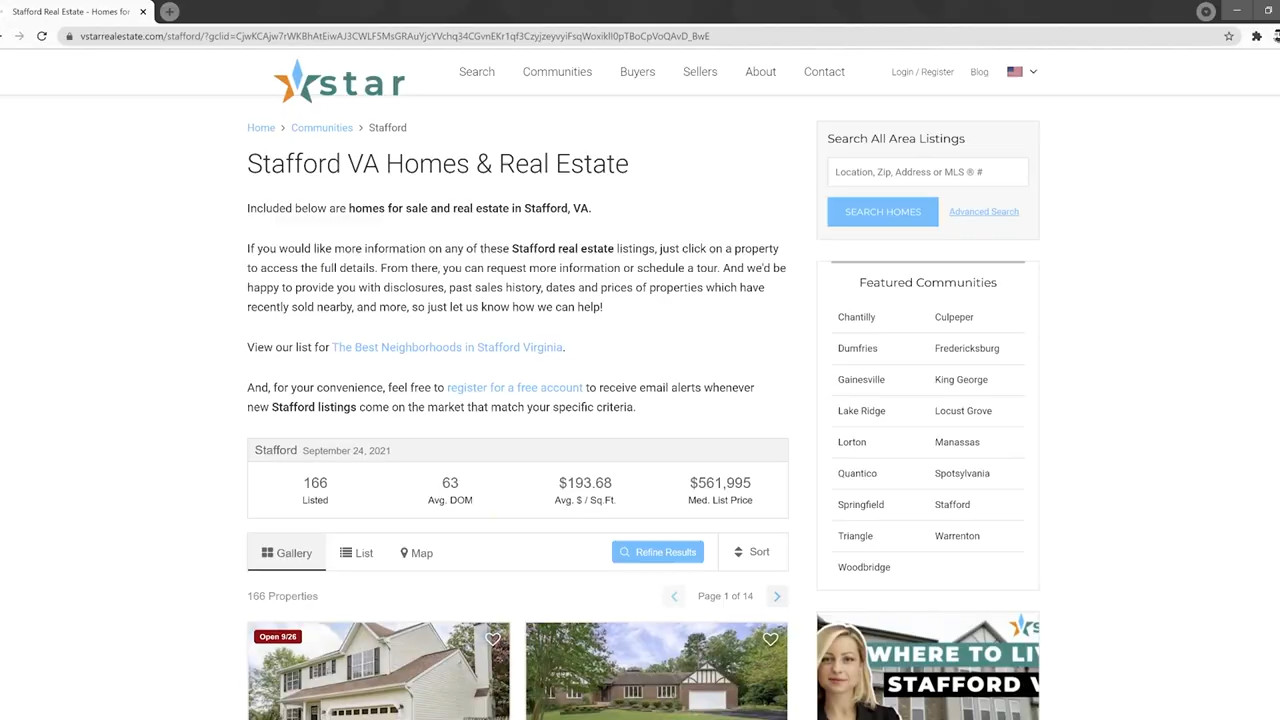 Stafford Real Estate - Homes for
vstarrealestate.com/stafford/?gclid=CjwKCAjw7rWKBhAtEiwAJ3CWLF5MsGRAuYjcYVchq34CGvnEKr1qf3CzyjzeyvyiFsqWoxikll0pTBoCpVoQAvD_BwE
star
Search
Communities
Buyers
Sellers
About
Contact
Login / Register
Blog
Home > Communities > Stafford
Stafford VA Homes & Real Estate
Included below are homes for sale and real estate in Stafford, VA.
If you would like more information on any of these Stafford real estate listings, just click on a property
to access the full details. From there, you can request more information or schedule a tour. And we'd be
happy to provide you with disclosures, past sales history, dates and prices of properties which have
recently sold nearby, and more, so just let us know how we can help!
View our list for The Best Neighborhoods in Stafford Virginia.
And, for your convenience, feel free to register for a free account to receive email alerts whenever
new Stafford listings come on the market that match your specific criteria.
Stafford September 24, 2021
166
Listed
63
Avg. DOM
$193.68
Avg. $ / Sq.Ft.
$561,995
Med. List Price
Gallery
List
Map
Refine Results
Sort
166 Properties
Page 1 of 14
Open 9/26
Search All Area Listings
Location, Zip, Address or MLS ® #
SEARCH HOMES
Advanced Search
Featured Communities
Chantilly
Culpeper
Dumfries
Fredericksburg
Gainesville
King George
Lake Ridge
Locust Grove
Lorton
Manassas
Quantico
Spotsylvania
Springfield
Stafford
Triangle
Warrenton
Woodbridge
WHERE TO LI
STAFFORD V